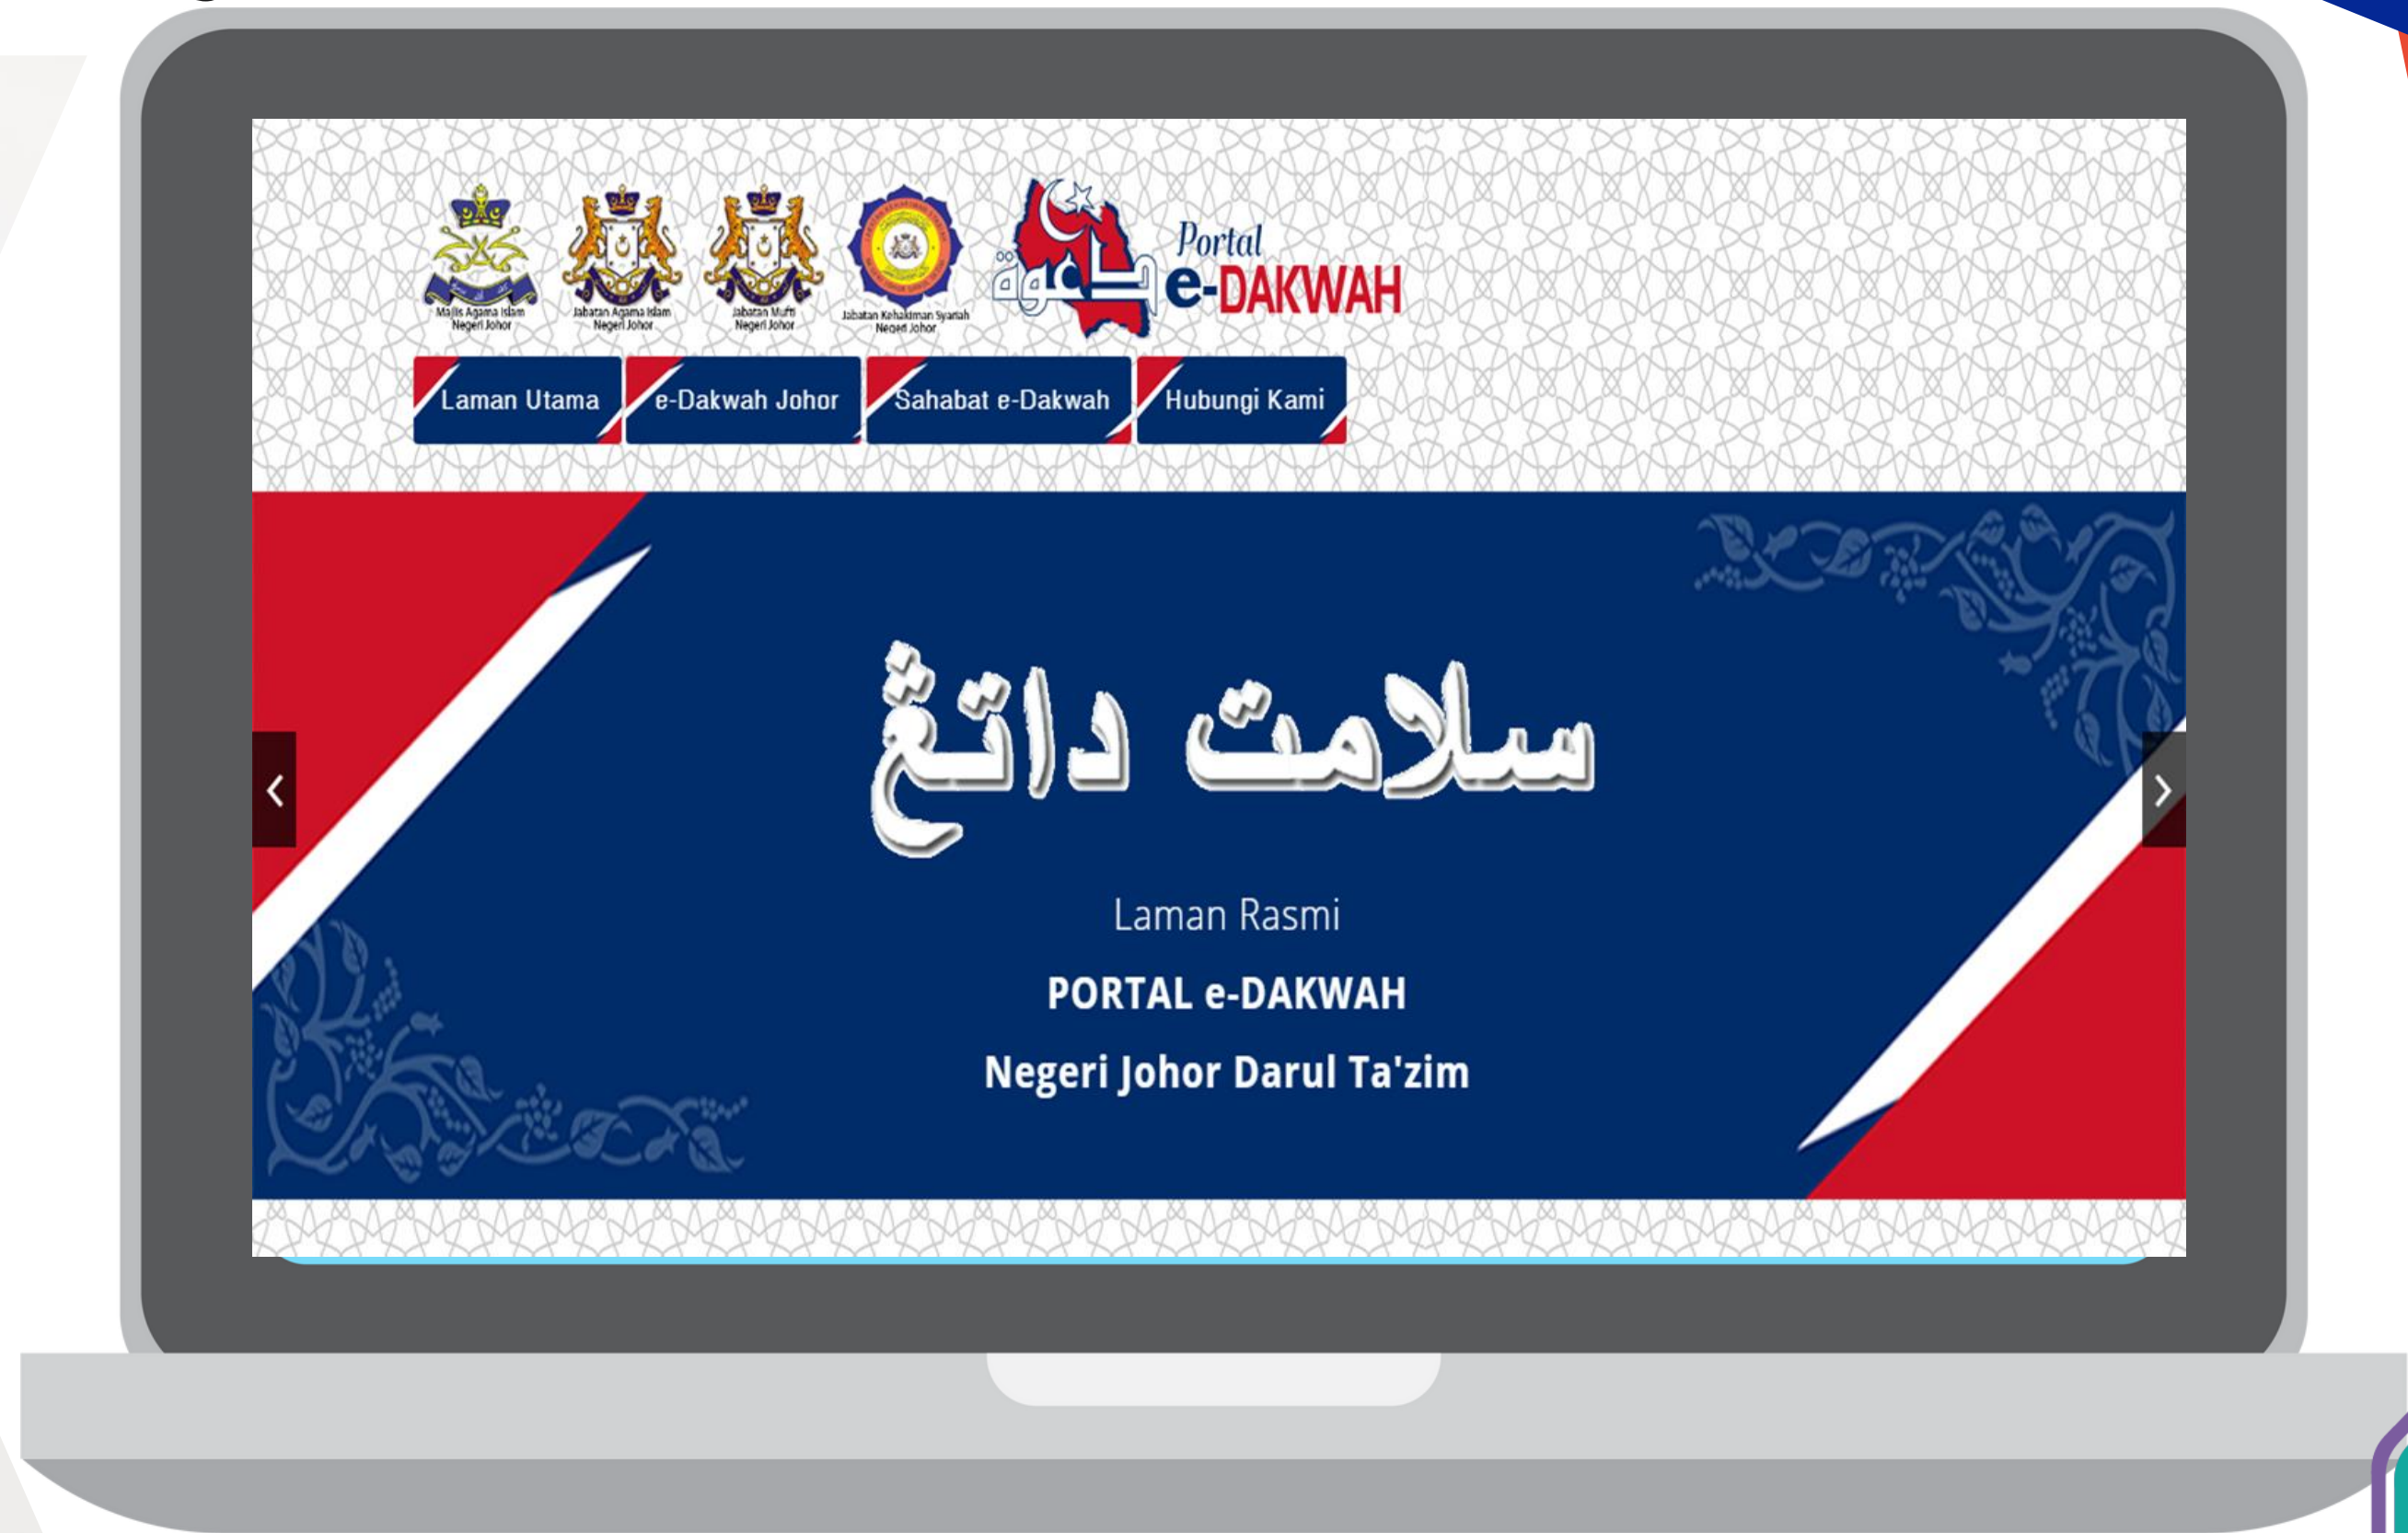 Majlis Agama Islam
Negeri Johor
Jabatan Agama Islam
Negeri Johor
Jabatan Mufti
Negeri Johor
Jabatan Kehakiman Syariah
Negeri Johor
دعوة
Portal
e-DAKWAH
Laman Utama
e-Dakwah Johor
Sahabat e-Dakwah
Hubungi Kami
سلامت داتڠ
Laman Rasmi
PORTAL e-DAKWAH
Negeri Johor Darul Ta'zim